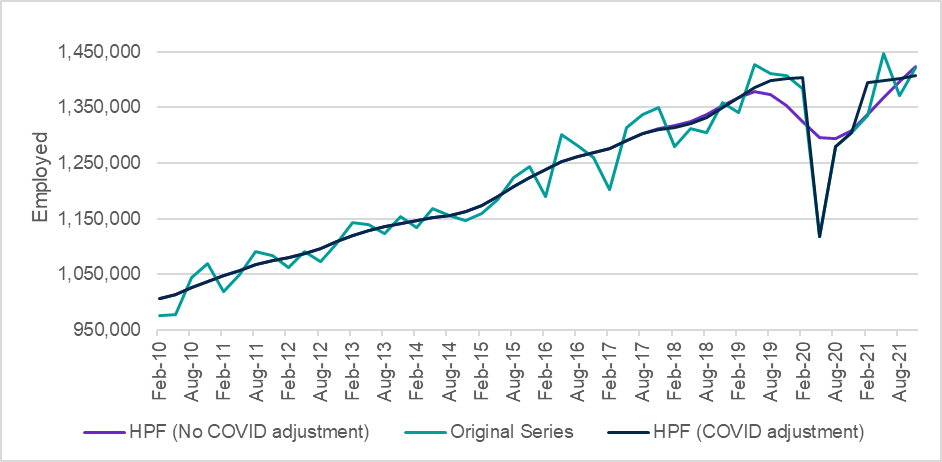 1,450,000
1,350,000
1,250,000
1,150,000
1,050,000
950,000
Employed
Feb-10
Aug-10
Feb-11
Aug-11
Feb-12
Aug-12
Feb-13
Aug-13
Feb-14
Aug-14
Feb-15
Aug-15
Feb-16
Aug-16
Feb-17
Aug-17
Feb-18
Aug-18
Feb-19
Aug-19
Feb-20
Aug-20
Feb-21
Aug-21
HPF (No COVID adjustment)
Original Series
HPF (COVID adjustment)